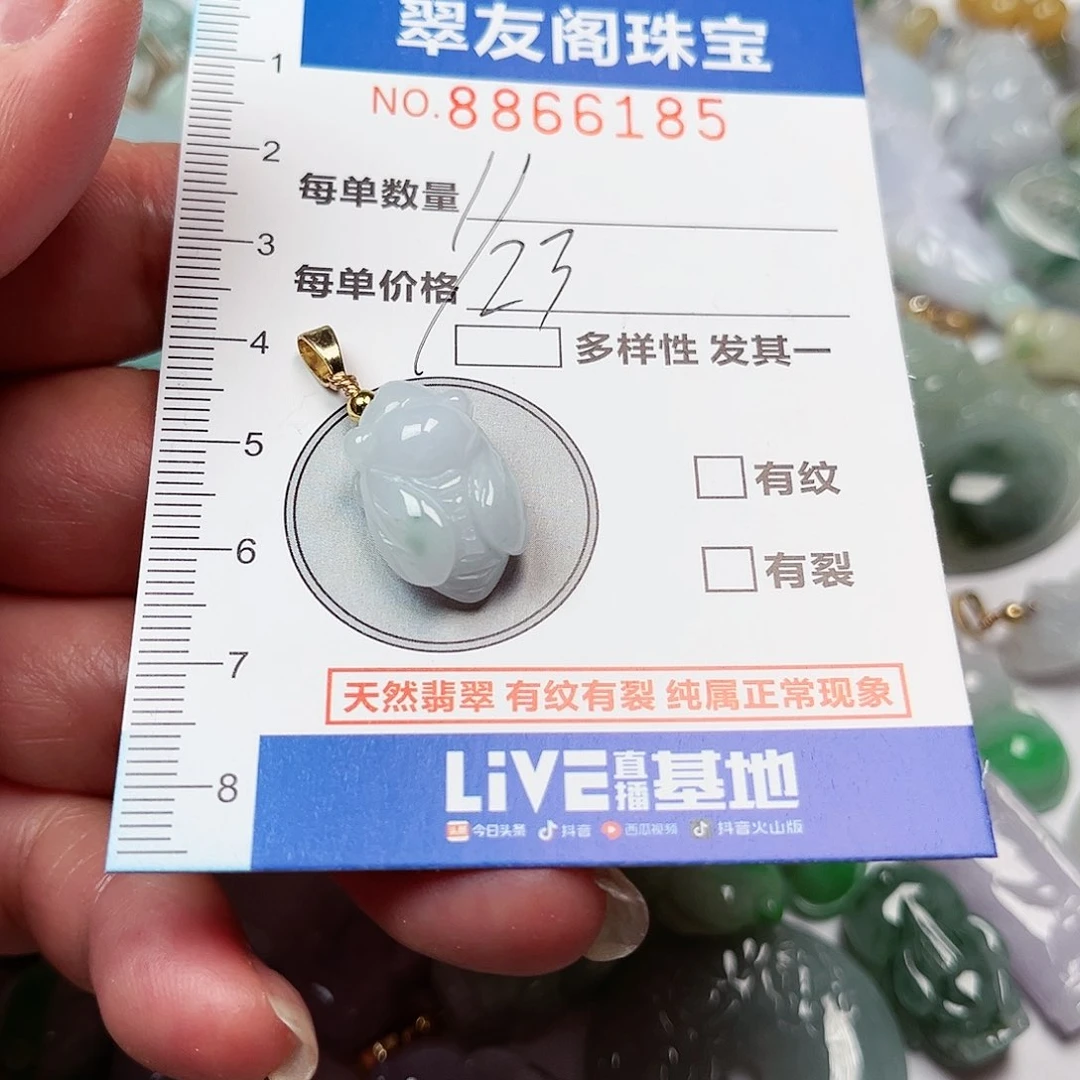 翠友阁珠宝
NO.8866185
每单数量
每单价格
23
多样性 发其一
有纹
有裂
天然翡翠 有纹有裂 纯属正常现象
LiVE直播基地
今日头条 抖音 西瓜视频 抖音火山版
1
2
3
4
5
6
7
8